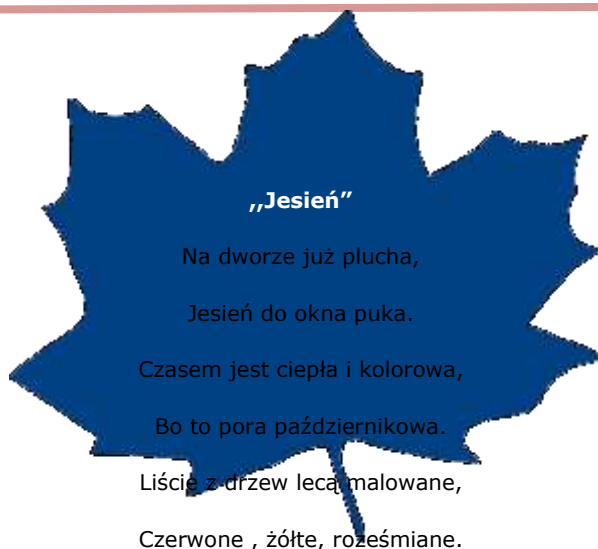 ,,Jesień”
Na dworze już plucha,
Jesień do okna puka.
Czasem jest ciepła i kolorowa,
Bo to pora październikowa.
Liście z drzew lecą malowane,
Czerwone , żółte, roześmiane.